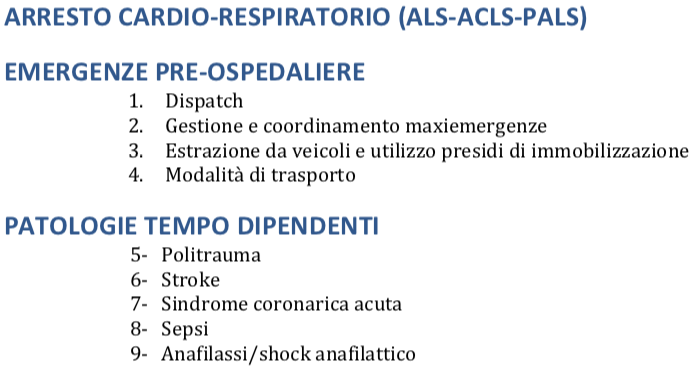 ARRESTO CARDIO-RESPIRATORIO (ALS-ACLS-PALS)
EMERGENZE PRE-OSPEDALIERE
1. Dispatch
2. Gestione e coordinamento maxiemergenze
3. Estrazione da veicoli e utilizzo presidi di immobilizzazione
4. Modalità di trasporto
PATOLOGIE TEMPO DIPENDENTI
5- Politrauma
6- Stroke
7- Sindrome coronarica acuta
8- Sepsi
9- Anafilassi/shock anafilattico